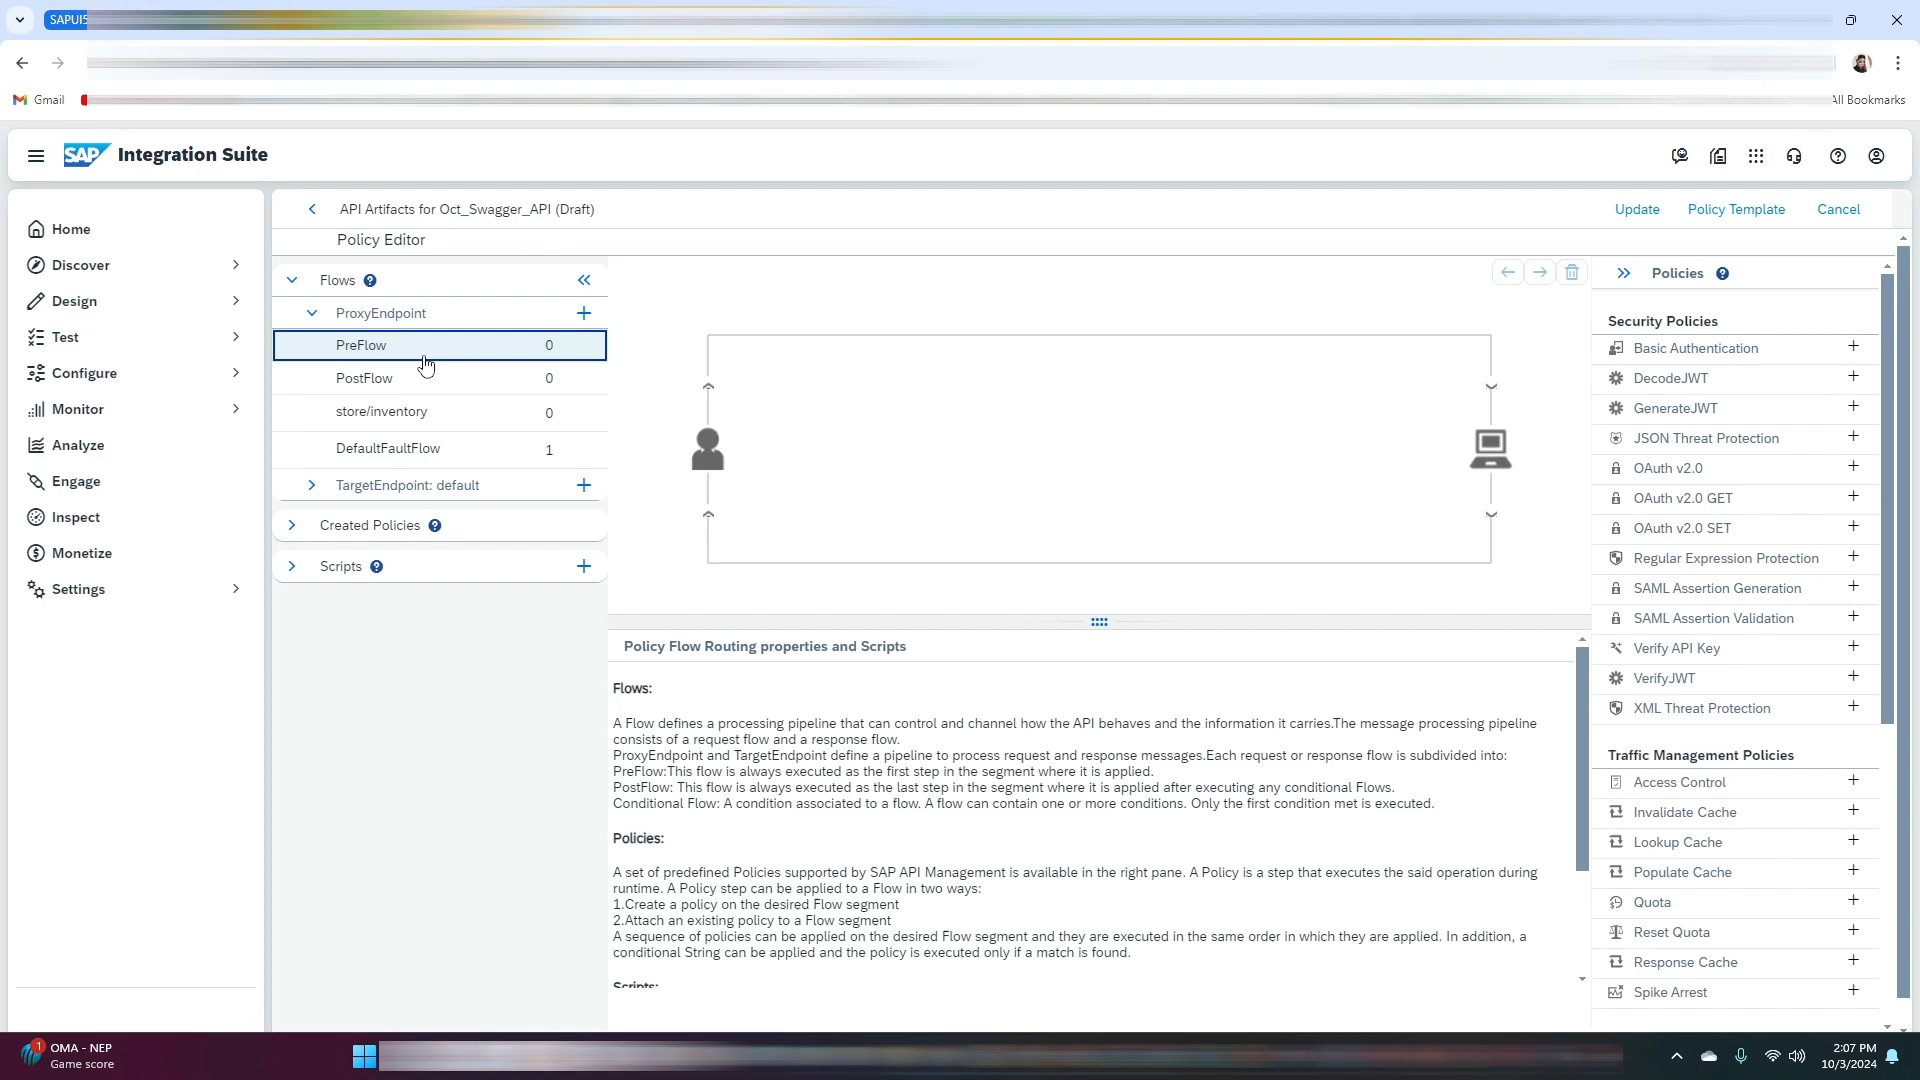 SAPUI5
Gmail
All Bookmarks
SAP Integration Suite
Home
Discover
Design
Test
Configure
Monitor
Analyze
Engage
Inspect
Monetize
Settings
API Artifacts for Oct_Swagger_API (Draft)
Update
Policy Template
Cancel
Policy Editor
Flows ?
ProxyEndpoint
PreFlow 0
PostFlow 0
store/inventory 0
DefaultFaultFlow 1
TargetEndpoint: default
Created Policies ?
Scripts ?
Policy Flow Routing properties and Scripts
Flows:
A Flow defines a processing pipeline that can control and channel how the API behaves and the information it carries.The message processing pipeline
consists of a request flow and a response flow.
ProxyEndpoint and TargetEndpoint define a pipeline to process request and response messages.Each request or response flow is subdivided into:
PreFlow:This flow is always executed as the first step in the segment where it is applied.
PostFlow: This flow is always executed as the last step in the segment where it is applied after executing any conditional Flows.
Conditional Flow: A condition associated to a flow. A flow can contain one or more conditions. Only the first condition met is executed.
Policies:
A set of predefined Policies supported by SAP API Management is available in the right pane. A Policy is a step that executes the said operation during
runtime. A Policy step can be applied to a Flow in two ways:
1.Create a policy on the desired Flow segment
2.Attach an existing policy to a Flow segment
A sequence of policies can be applied on the desired Flow segment and they are executed in the same order in which they are applied. In addition, a
conditional String can be applied and the policy is executed only if a match is found.
Scripts:
Policies ?
Security Policies
Basic Authentication
DecodeJWT
GenerateJWT
JSON Threat Protection
OAuth v2.0
OAuth v2.0 GET
OAuth v2.0 SET
Regular Expression Protection
SAML Assertion Generation
SAML Assertion Validation
Verify API Key
VerifyJWT
XML Threat Protection
Traffic Management Policies
Access Control
Invalidate Cache
Lookup Cache
Populate Cache
Quota
Reset Quota
Response Cache
Spike Arrest
1
OMA - NEP
Game score
2:07 PM
10/3/2024